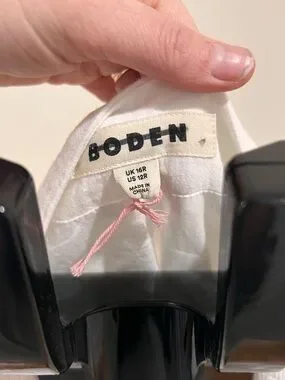 BODEN
UK 16R
US 12R
MADE IN
CHINA